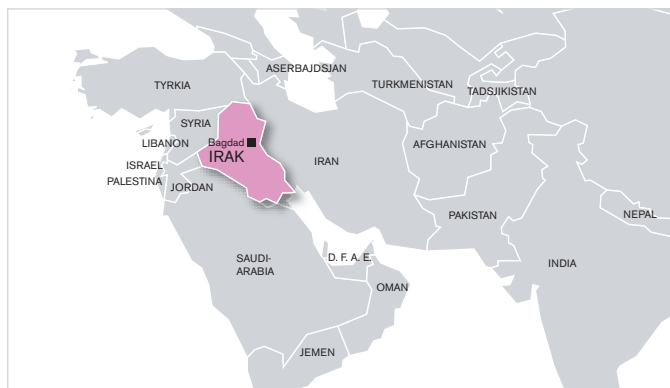 ASERBAJDSJAN
TYRKIA
TURKMENISTAN
TADSJIKISTAN
SYRIA
Bagdad
LIBANON
IRAK
AFGHANISTAN
ISRAEL
IRAN
PALESTINA
JORDAN
PAKISTAN
NEPAL
SAUDI-
ARABIA
D. F. A. E.
INDIA
OMAN
JEMEN